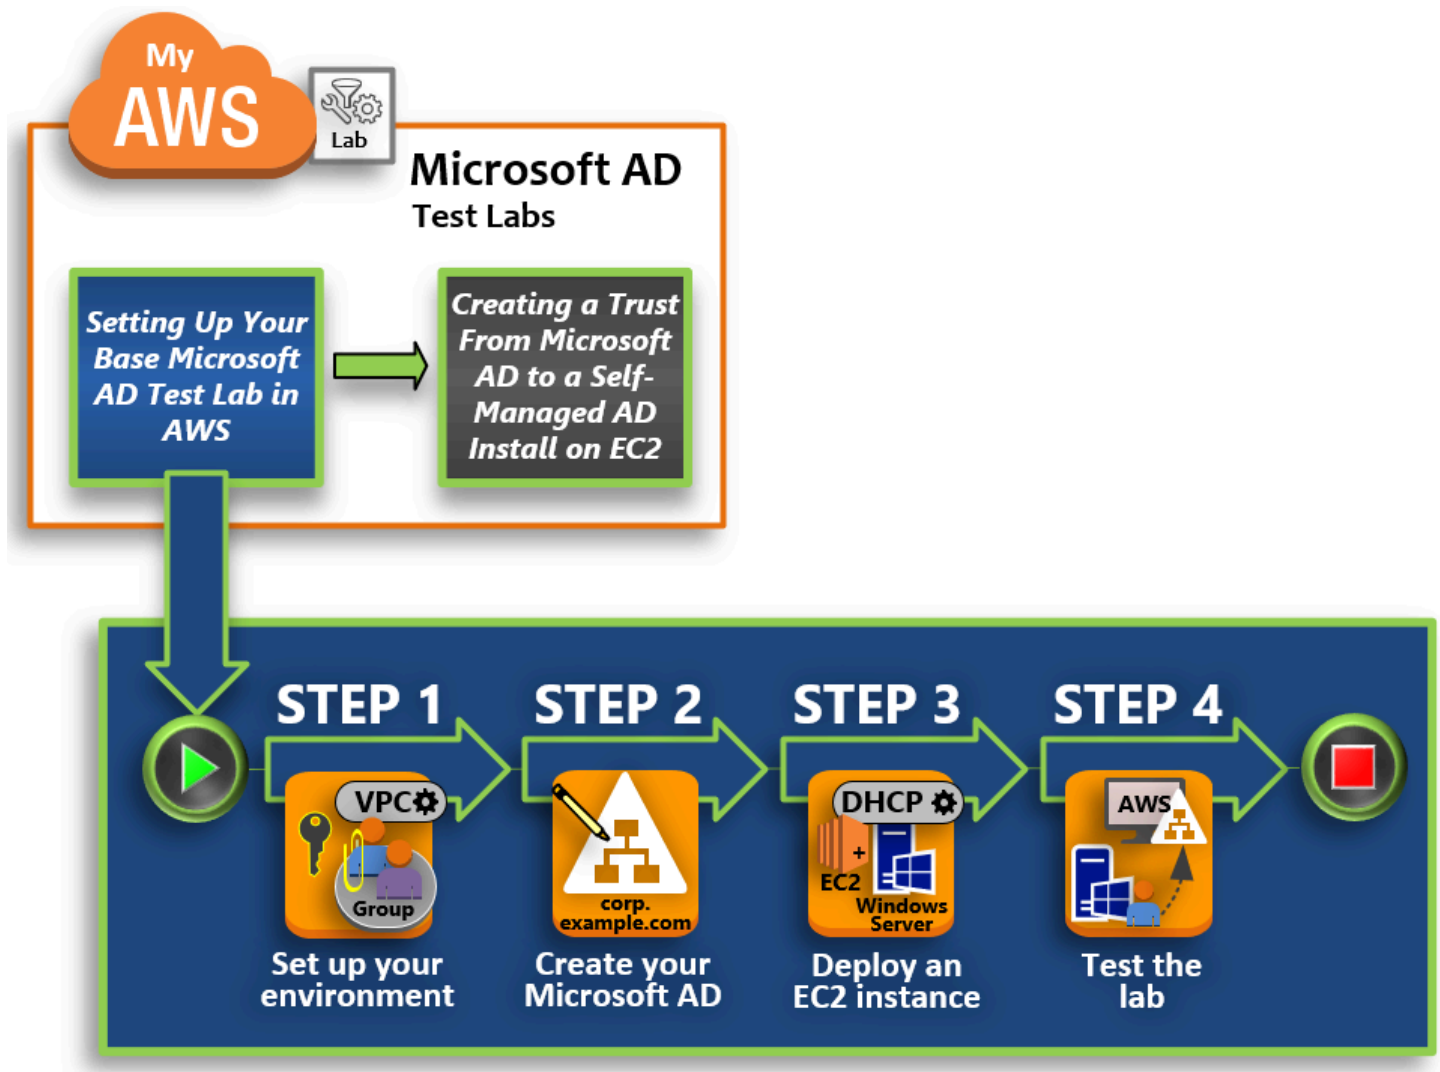 My
AWS
Lab
Microsoft AD
Test Labs
Setting Up Your
Base Microsoft
AD Test Lab in
AWS
Creating a Trust
From Microsoft
AD to a Self-
Managed AD
Install on EC2
STEP 1
VPC
Group
Set up your
environment
STEP 2
corp.
example.com
Create your
Microsoft AD
STEP 3
DHCP
+
EC2
Windows
Server
Deploy an
EC2 instance
STEP 4
AWS
Test the
lab